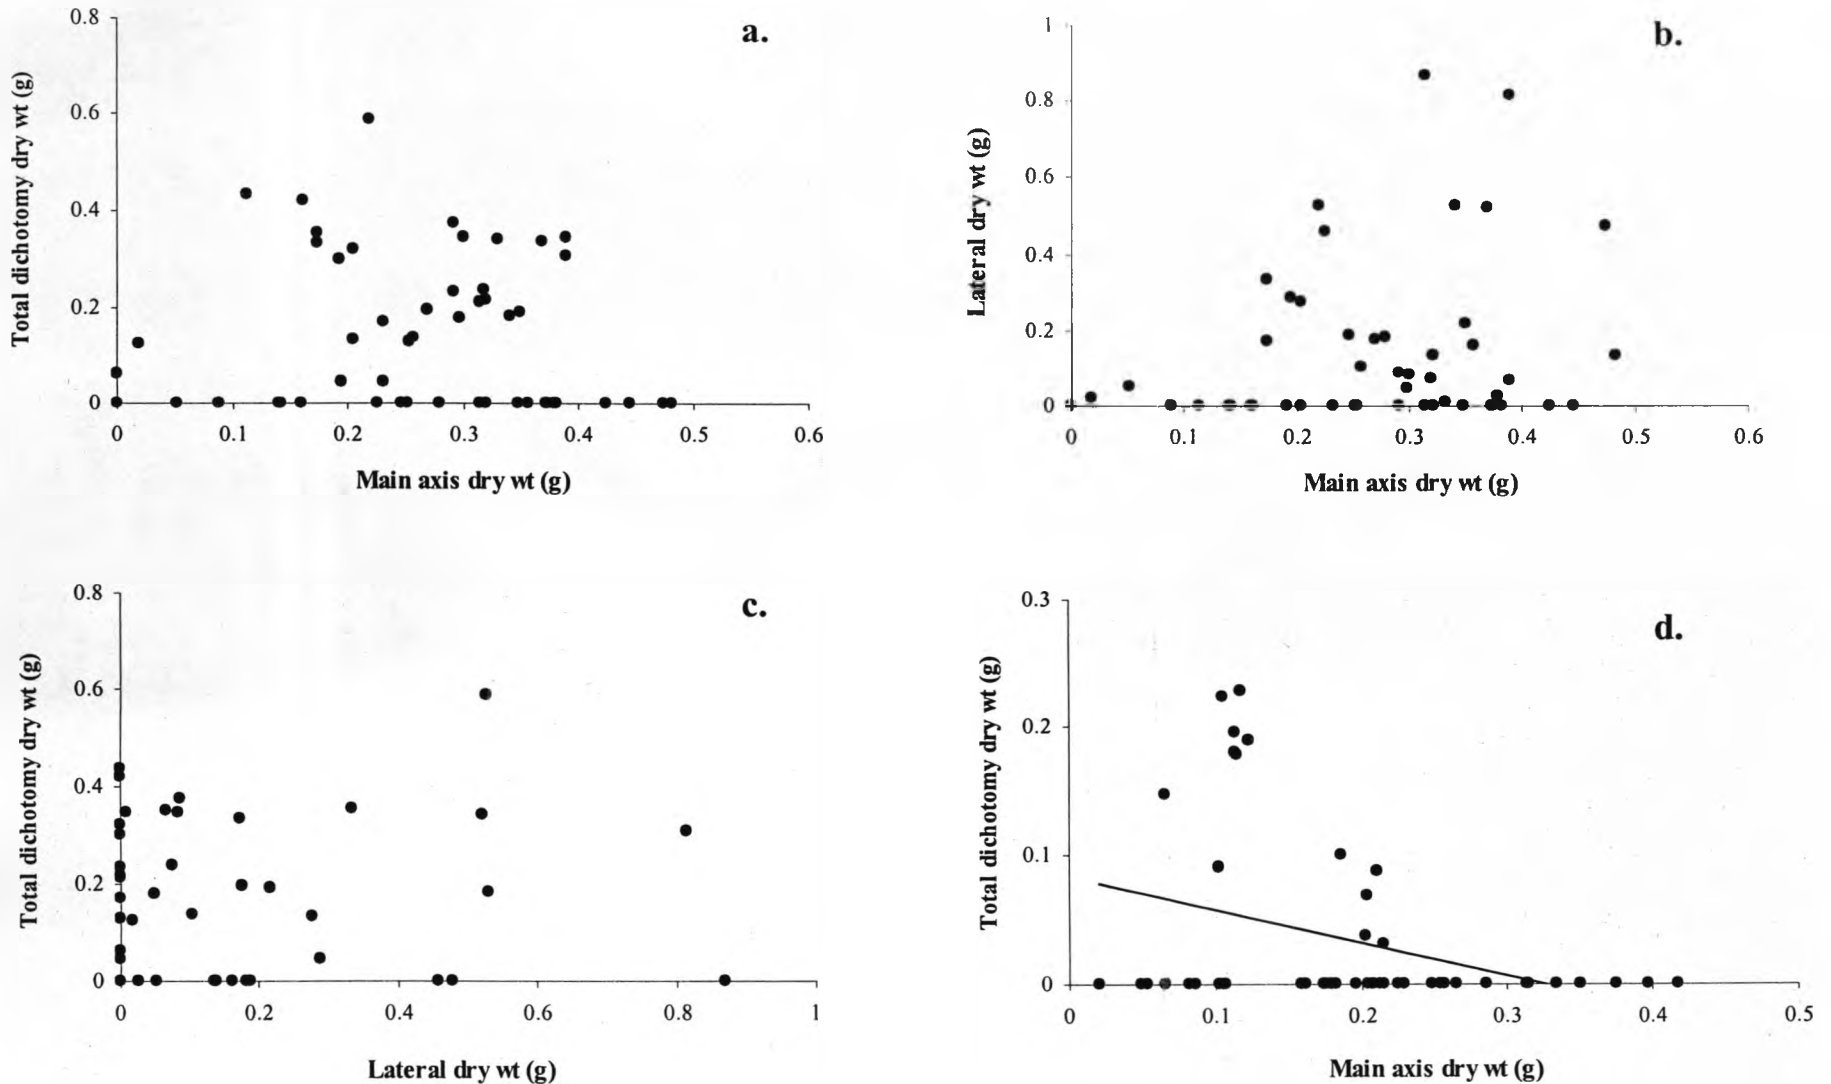 a.
Total dichotomy dry wt (g)
0.8
0.6
0.4
0.2
0
0 0.1 0.2 0.3 0.4 0.5 0.6
Main axis dry wt (g)
b.
Lateral dry wt (g)
1
0.8
0.6
0.4
0.2
0
0 0.1 0.2 0.3 0.4 0.5 0.6
Main axis dry wt (g)
c.
Total dichotomy dry wt (g)
0.8
0.6
0.4
0.2
0
0 0.2 0.4 0.6 0.8 1
Lateral dry wt (g)
d.
Total dichotomy dry wt (g)
0.3
0.2
0.1
0
0 0.1 0.2 0.3 0.4 0.5
Main axis dry wt (g)